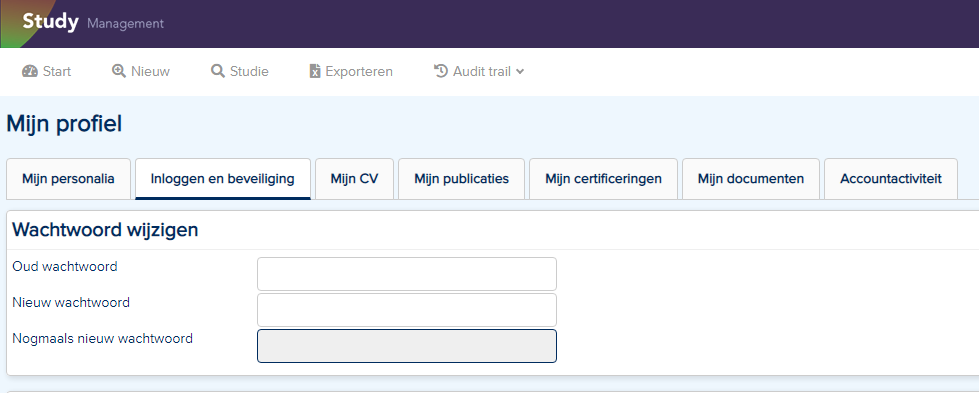 Study Management
Start Nieuw Studie Exporteren Audit trail
Mijn profiel
Mijn personalia Inloggen en beveiliging Mijn CV Mijn publicaties Mijn certificeringen Mijn documenten Accountactiviteit
Wachtwoord wijzigen
Oud wachtwoord
Nieuw wachtwoord
Nogmaals nieuw wachtwoord